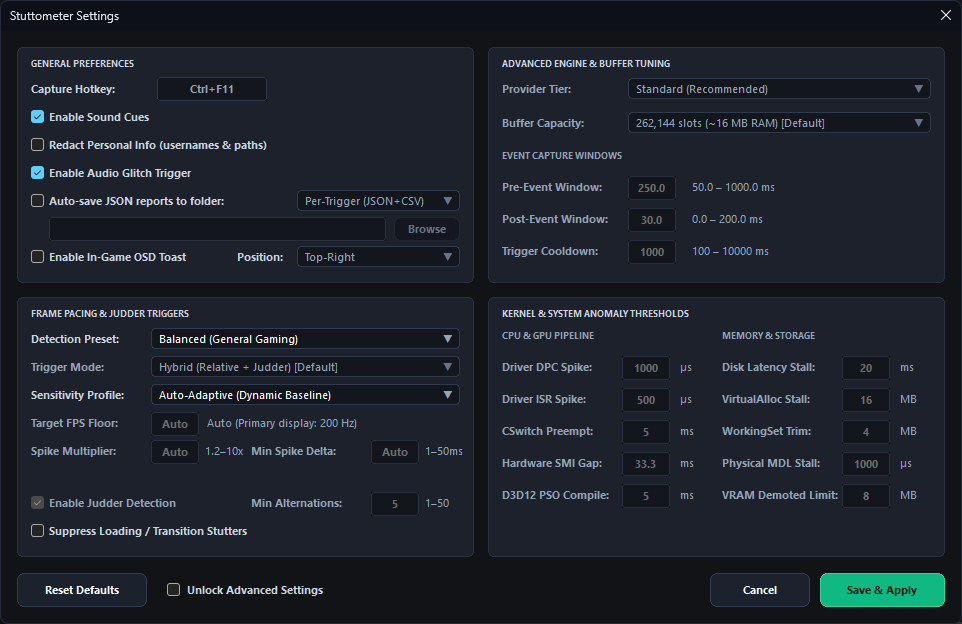 Stuttometer Settings
GENERAL PREFERENCES
Capture Hotkey: Ctrl+F11
Enable Sound Cues
Redact Personal Info (usernames & paths)
Enable Audio Glitch Trigger
Auto-save JSON reports to folder: Per-Trigger (JSON+CSV)
Browse
Enable In-Game OSD Toast Position: Top-Right
ADVANCED ENGINE & BUFFER TUNING
Provider Tier: Standard (Recommended)
Buffer Capacity: 262,144 slots (~16 MB RAM) [Default]
EVENT CAPTURE WINDOWS
Pre-Event Window: 250.0 50.0 – 1000.0 ms
Post-Event Window: 30.0 0.0 – 200.0 ms
Trigger Cooldown: 1000 100 – 10000 ms
FRAME PACING & JUDDER TRIGGERS
Detection Preset: Balanced (General Gaming)
Trigger Mode: Hybrid (Relative + Judder) [Default]
Sensitivity Profile: Auto-Adaptive (Dynamic Baseline)
Target FPS Floor: Auto Auto (Primary display: 200 Hz)
Spike Multiplier: Auto 1.2–10x Min Spike Delta: Auto 1–50ms
Enable Judder Detection Min Alternations: 5 1–50
Suppress Loading / Transition Stutters
KERNEL & SYSTEM ANOMALY THRESHOLDS
CPU & GPU PIPELINE MEMORY & STORAGE
Driver DPC Spike: 1000 µs Disk Latency Stall: 20 ms
Driver ISR Spike: 500 µs VirtualAlloc Stall: 16 MB
CSwitch Preempt: 5 ms WorkingSet Trim: 4 MB
Hardware SMI Gap: 33.3 ms Physical MDL Stall: 1000 µs
D3D12 PSO Compile: 5 ms VRAM Demoted Limit: 8 MB
Reset Defaults Unlock Advanced Settings Cancel Save & Apply